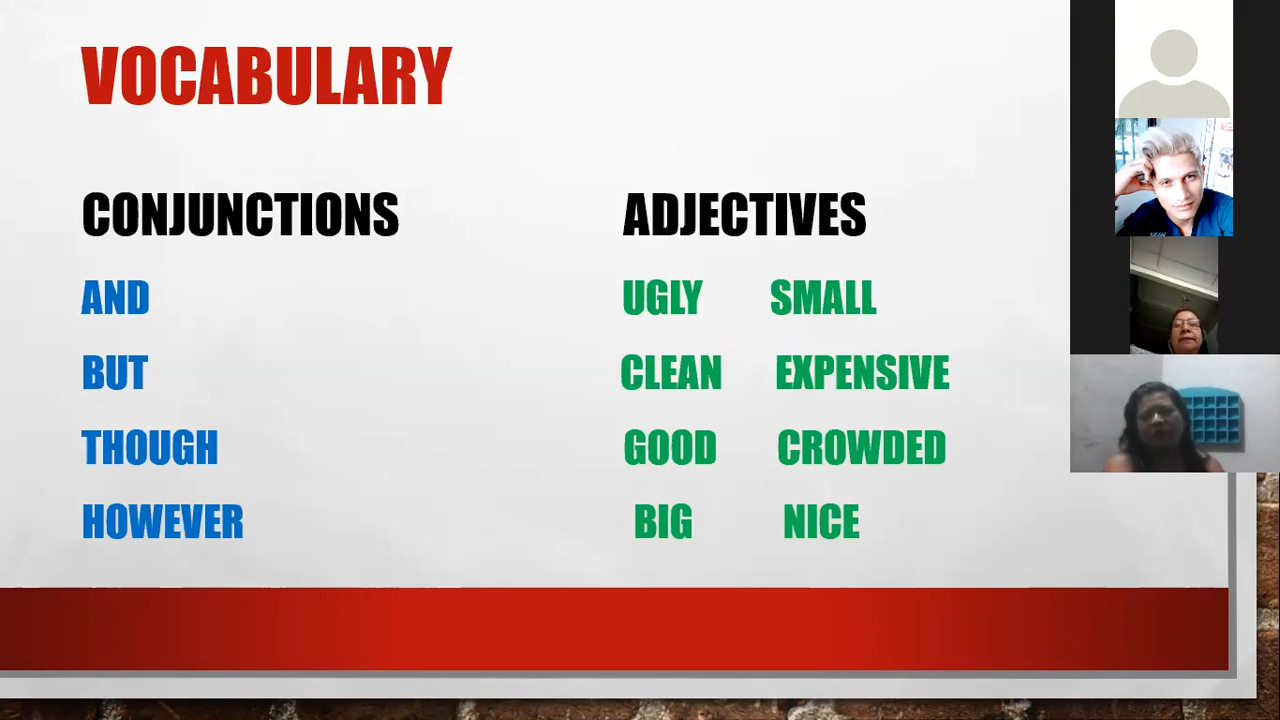 VOCABULARY
CONJUNCTIONS
AND
BUT
THOUGH
HOWEVER
ADJECTIVES
UGLY SMALL
CLEAN EXPENSIVE
GOOD CROWDED
BIG NICE